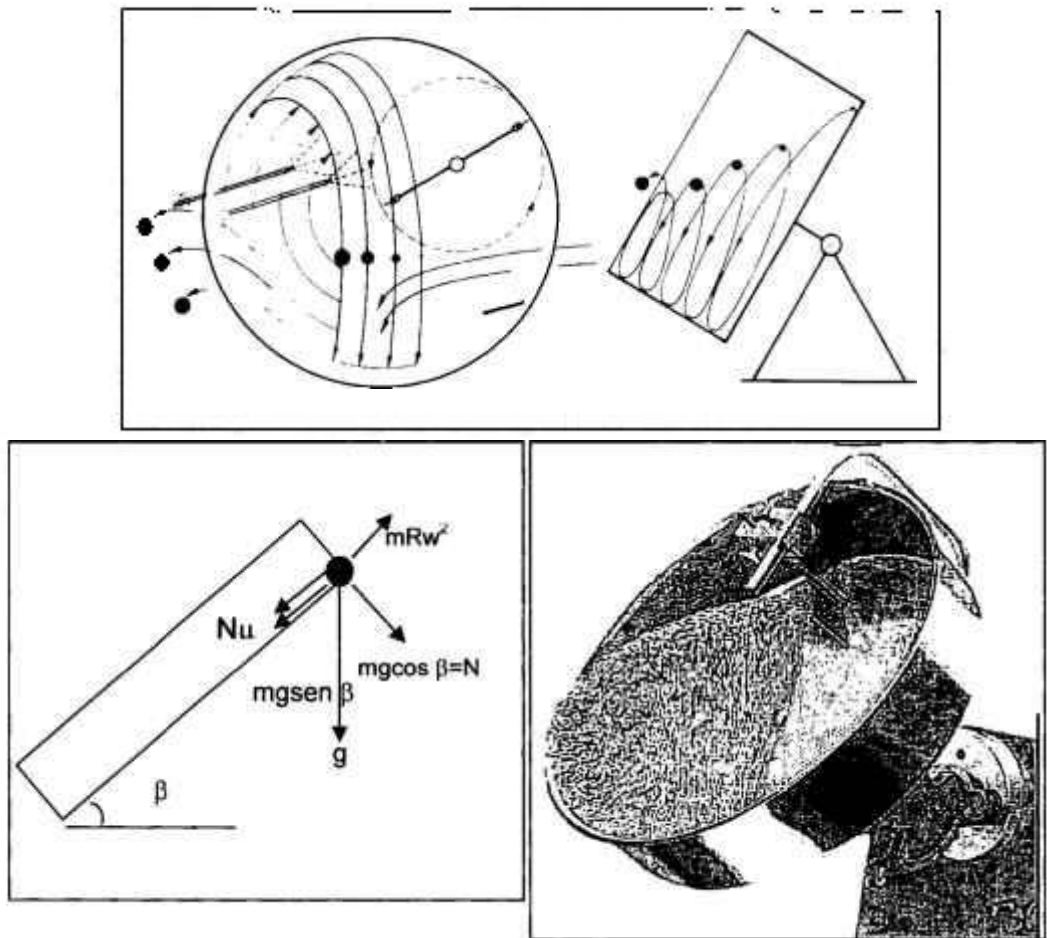 mRw²
Nu
mgcos β=N
mgsen β
g
β